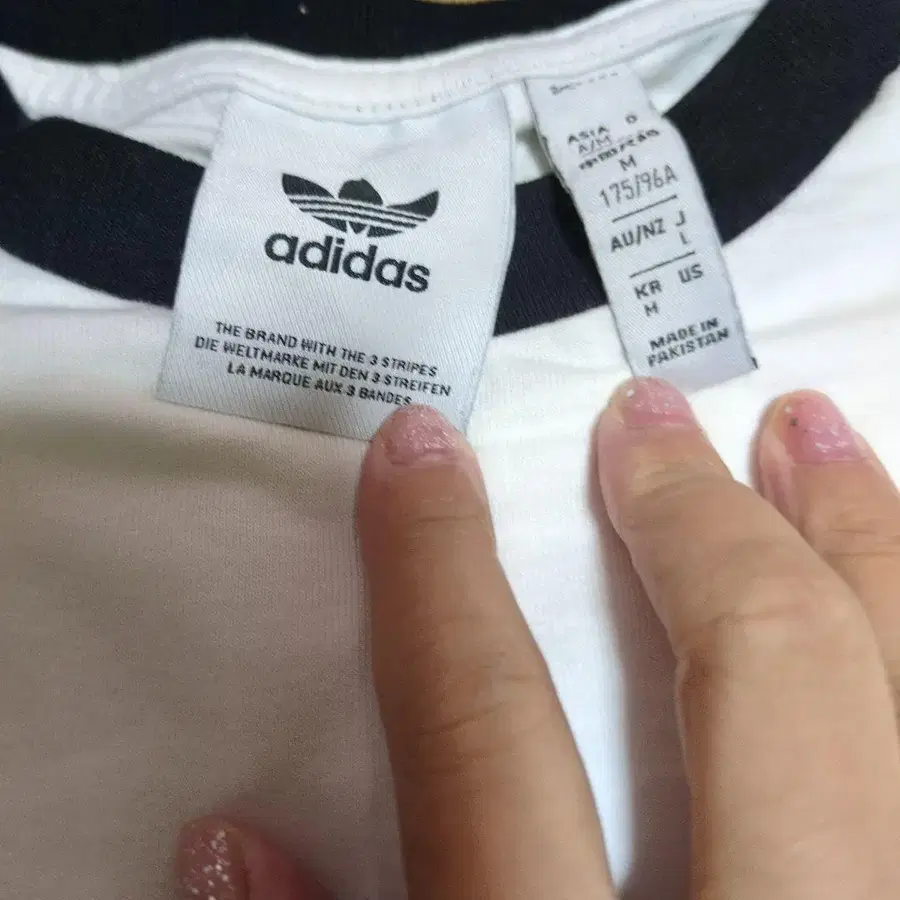 adidas
THE BRAND WITH THE 3 STRIPES
DIE WELTMARKE MIT DEN 3 STREIFEN
LA MARQUE AUX 3 BANDES
ASIA
A/M
M
175/96A
AU/NZ J
L
KR US
M
MADE IN
PAKISTAN